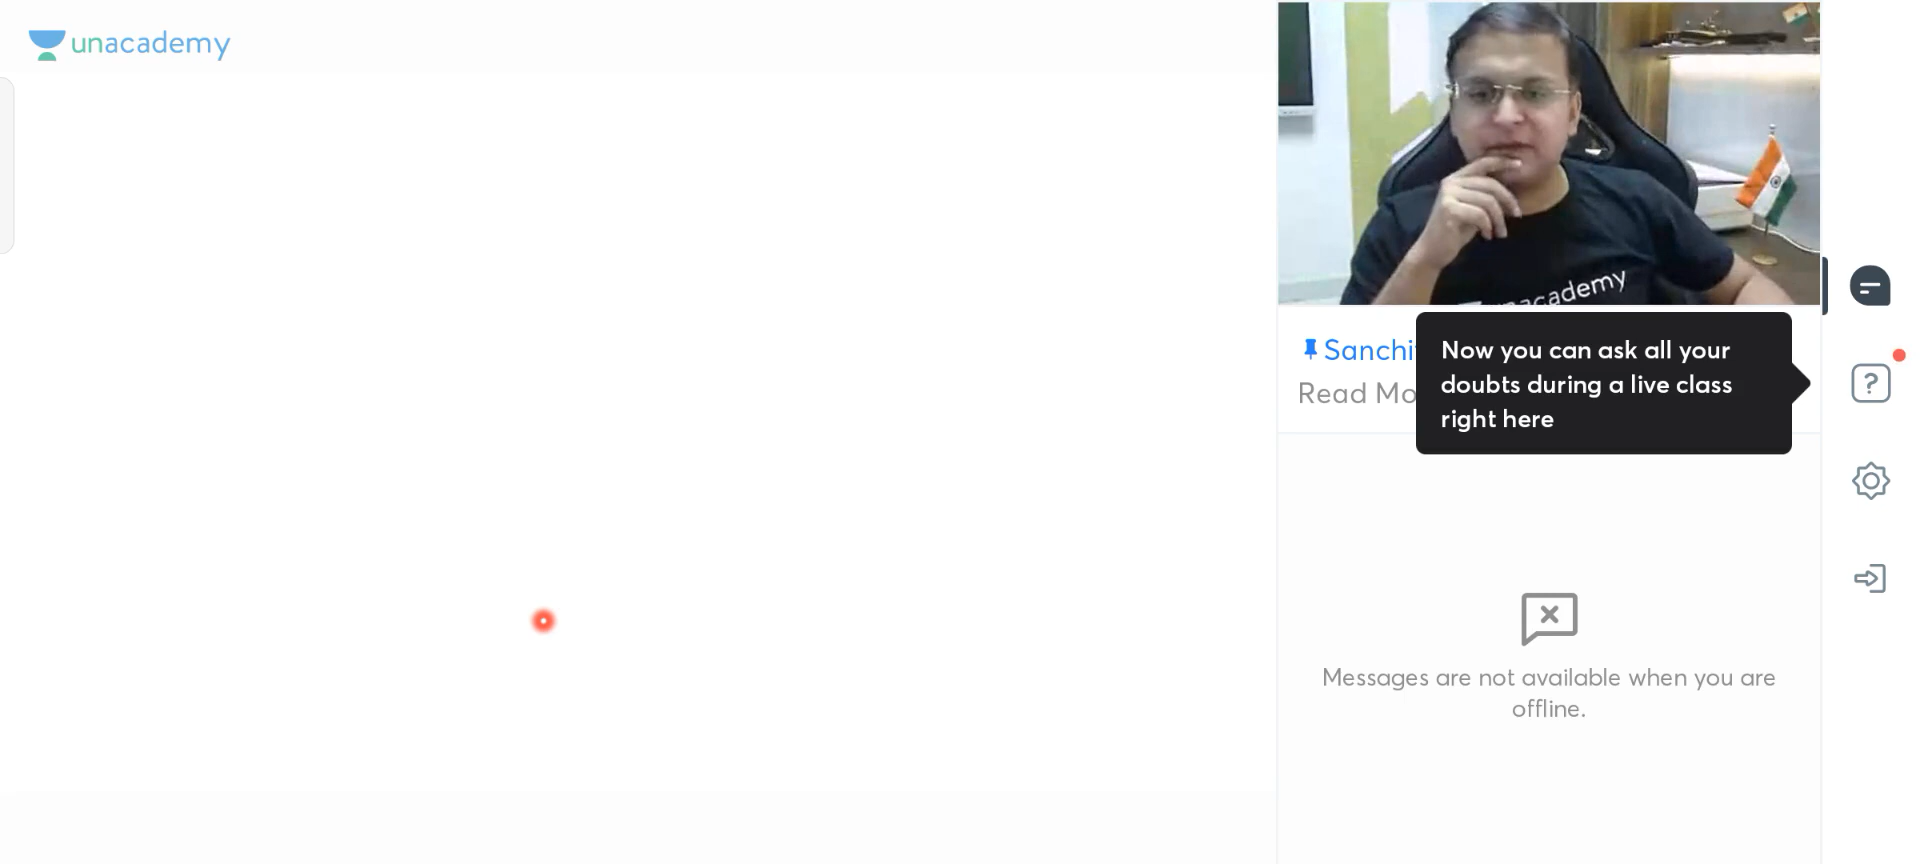 unacademy
unacademy
Sanchi
Read Mo
Now you can ask all your
doubts during a live class
right here
?
Messages are not available when you are
offline.